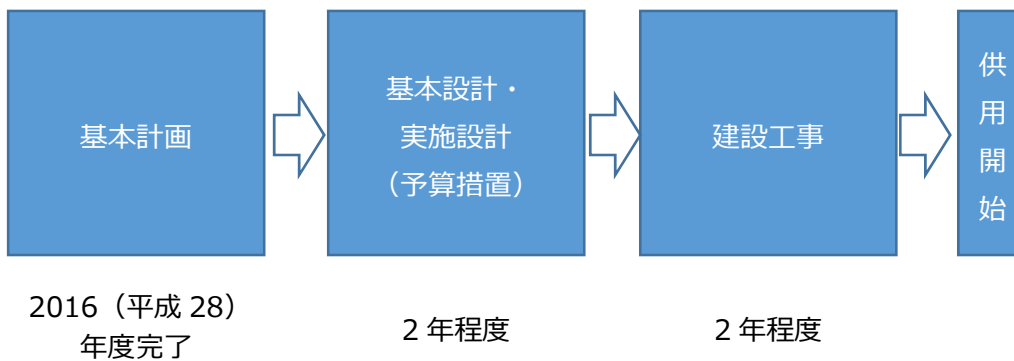 基本計画
基本設計・
実施設計
（予算措置）
建設工事
供
用
開
始
2016（平成 28）
年度完了
2 年程度
2 年程度